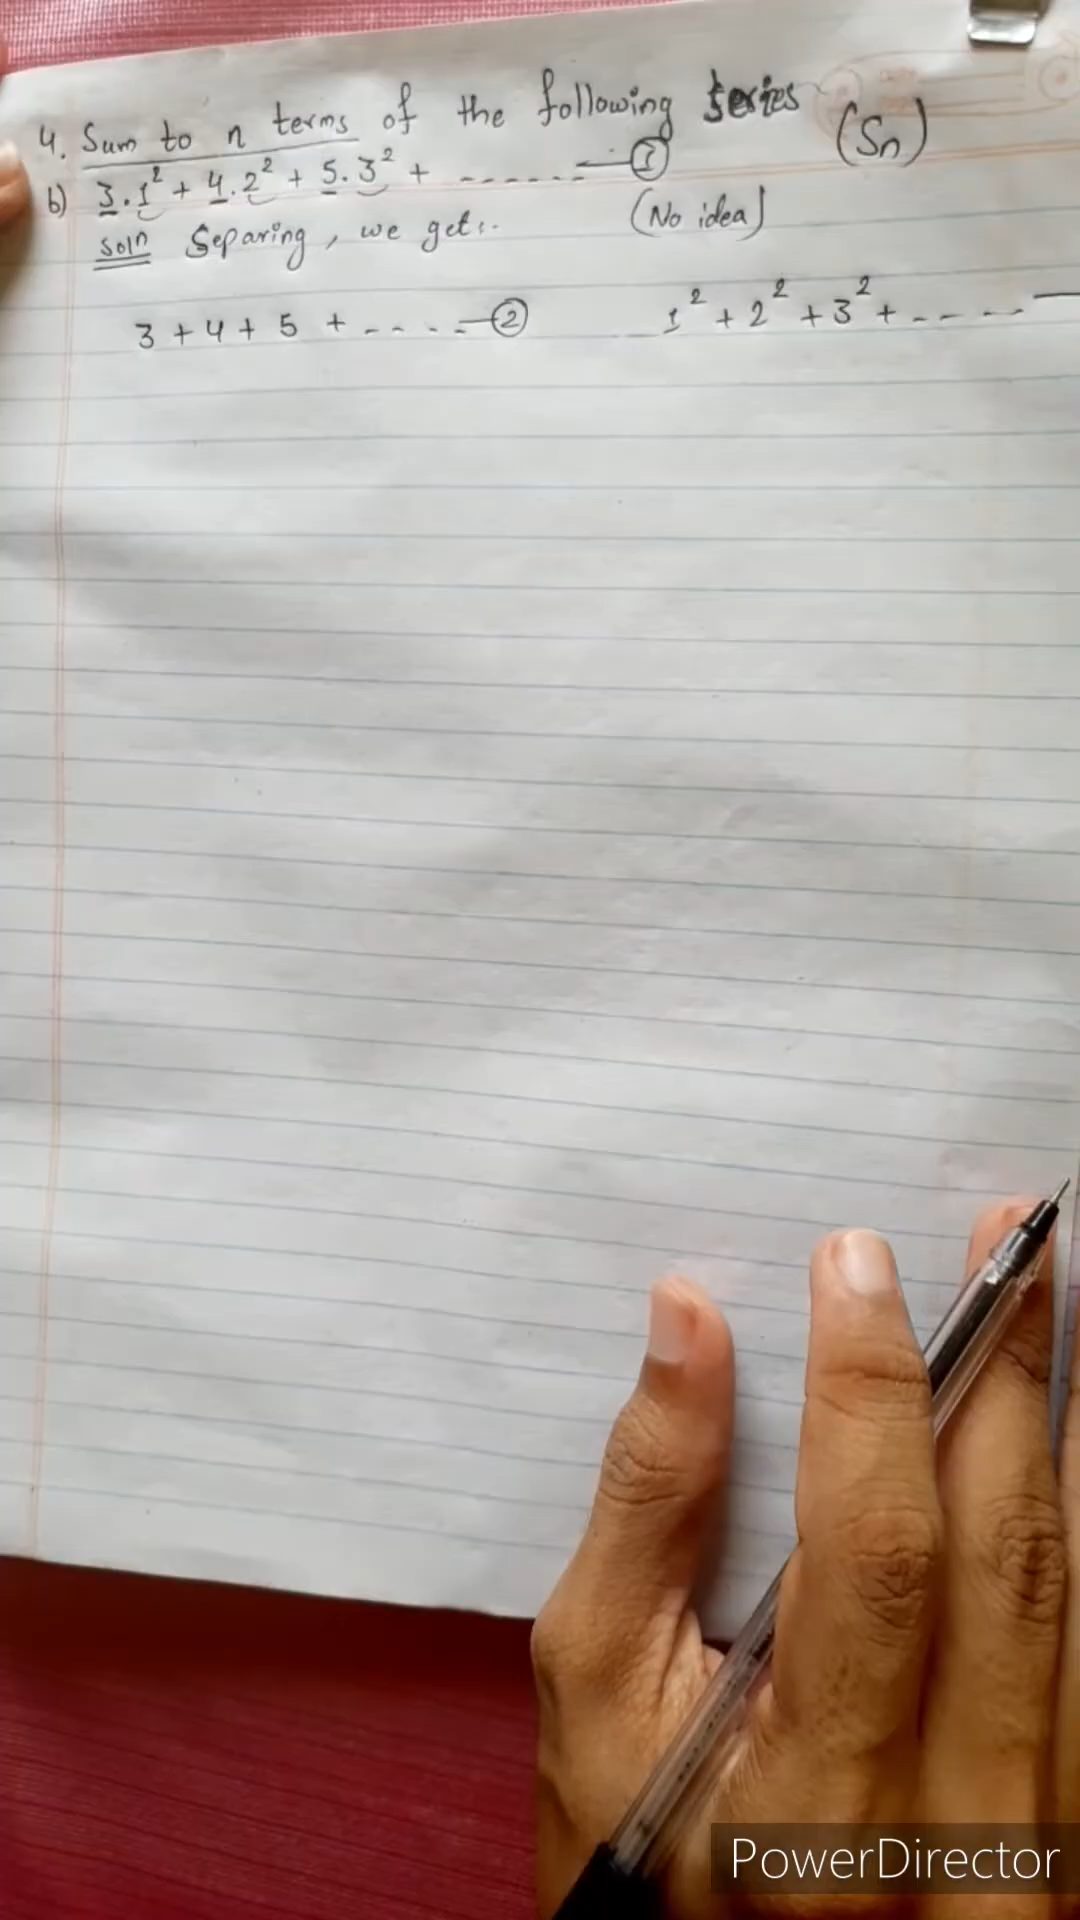 4. Sum to n terms of the following series (Sn)
b) 3.1² + 4.2² + 5.3² + ------ —①
(No idea)
Soln Separing, we get:-
3 + 4 + 5 + ---- —② 1² + 2² + 3² + ---- —
PowerDirector